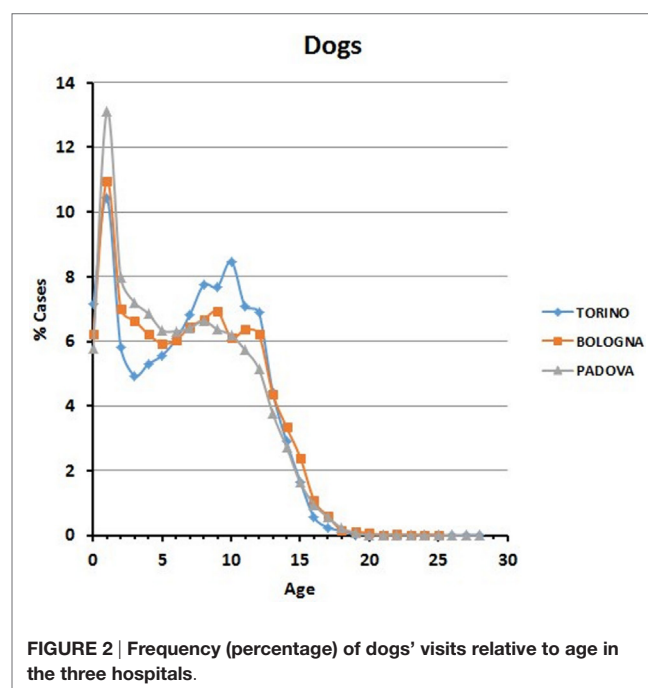 Dogs
14
12
10
8
6
4
2
0
% Cases
0 5 10 15 20 25 30
Age
TORINO
BOLOGNA
PADOVA
FIGURE 2 | Frequency (percentage) of dogs’ visits relative to age in
the three hospitals.